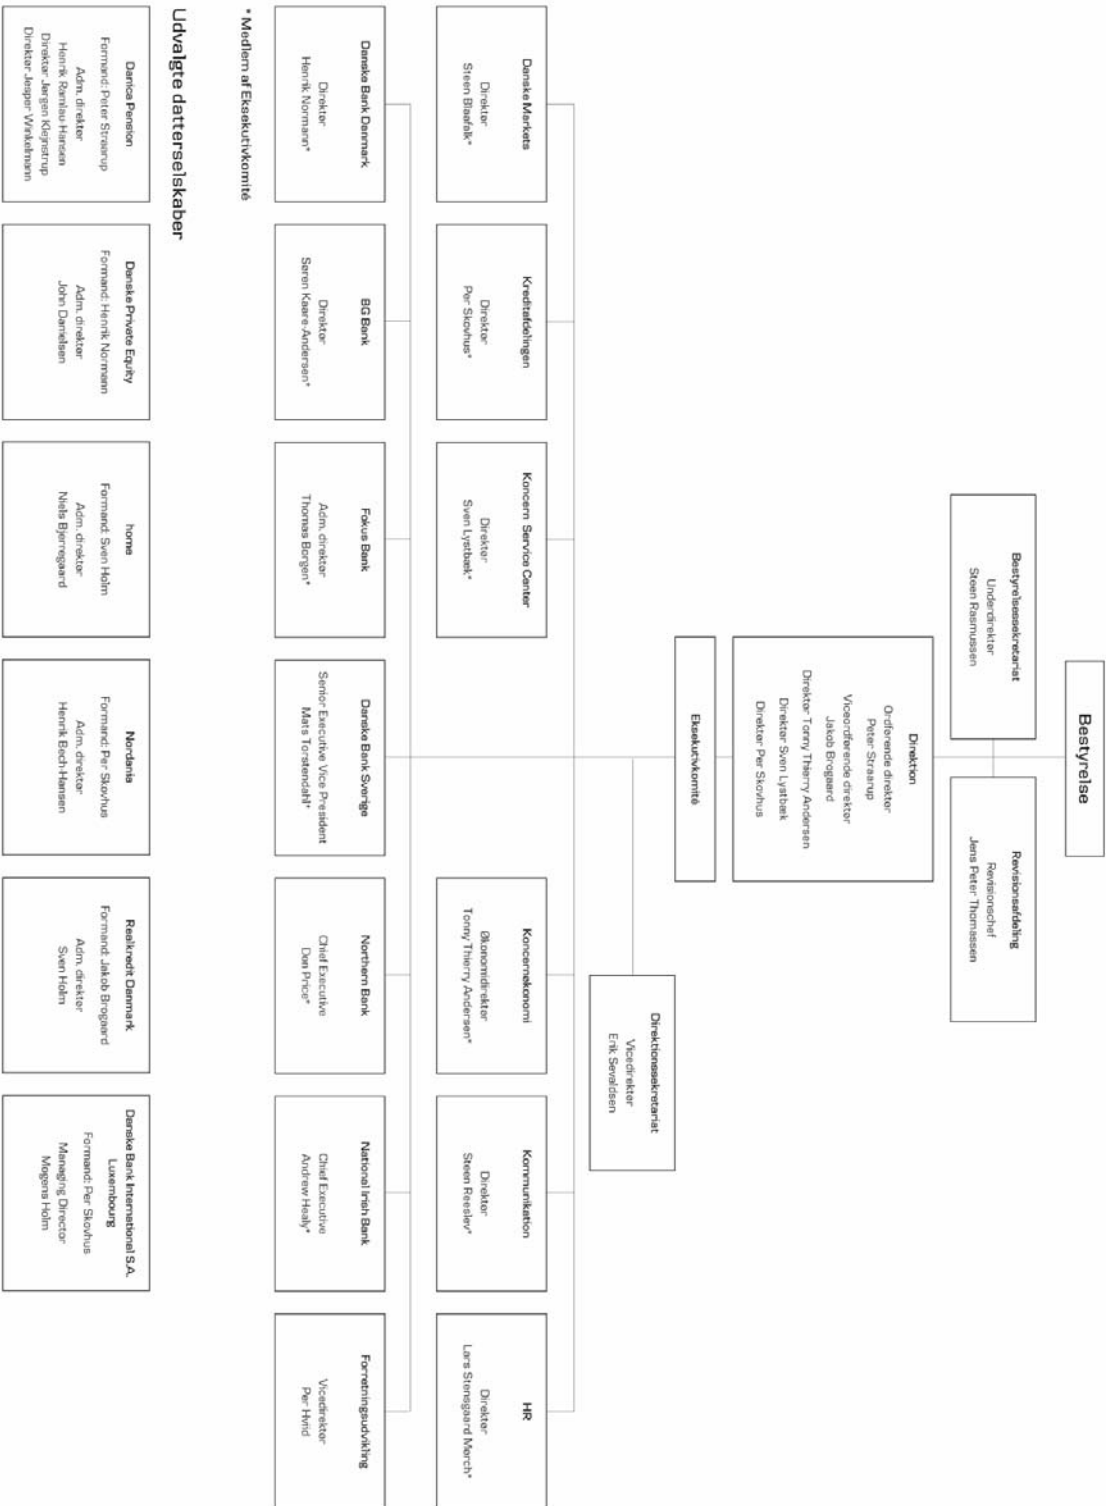 Bestyrelse
Bestyrelsessekretariat
Underdirektør
Steen Rasmussen
Revisionsafdeling
Revisionschef
Jens Peter Thomassen
Direktion
Ordførende direktør
Peter Straarup
Viceordførende direktør
Jakob Brogaard
Direktør Tonny Thierry Andersen
Direktør Sven Lystbæk
Direktør Per Skovhus
Eksekutivkomité
Direktionssekretariat
Vicedirektør
Erik Sevaldsen
Danske Markets
Direktør
Steen Blaafalk*
Kreditafdelingen
Direktør
Per Skovhus*
Koncern Service Center
Direktør
Sven Lystbæk*
Koncernøkonomi
Økonomidirektør
Tonny Thierry Andersen*
Kommunikation
Direktør
Steen Reeslev*
HR
Direktør
Lars Stensgaard Mørch*
Danske Bank Danmark
Direktør
Henrik Normann*
BG Bank
Direktør
Søren Kaare-Andersen*
Fokus Bank
Adm. direktør
Thomas Borgen*
Danske Bank Sverige
Senior Executive Vice President
Mats Torstendahl*
Northern Bank
Chief Executive
Don Price*
National Irish Bank
Chief Executive
Andrew Healy*
Forretningsudvikling
Vicedirektør
Per Hvriid
* Medlem af Eksekutivkomité
Udvalgte datterselskaber
Danica Pension
Formand: Peter Straarup
Adm. direktør
Henrik Ramlau-Hansen
Direktør Jørgen Klejnstrup
Direktør Jesper Winkelmann
Danske Private Equity
Formand: Henrik Normann
Adm. direktør
John Danielsen
home
Formand: Sven Holm
Adm. direktør
Niels Bjerregaard
Nordania
Formand: Per Skovhus
Adm. direktør
Henrik Bech-Hansen
Realkredit Danmark
Formand: Jakob Brogaard
Adm. direktør
Sven Holm
Danske Bank International S.A.
Luxembourg
Formand: Per Skovhus
Managing Director
Mogens Holm